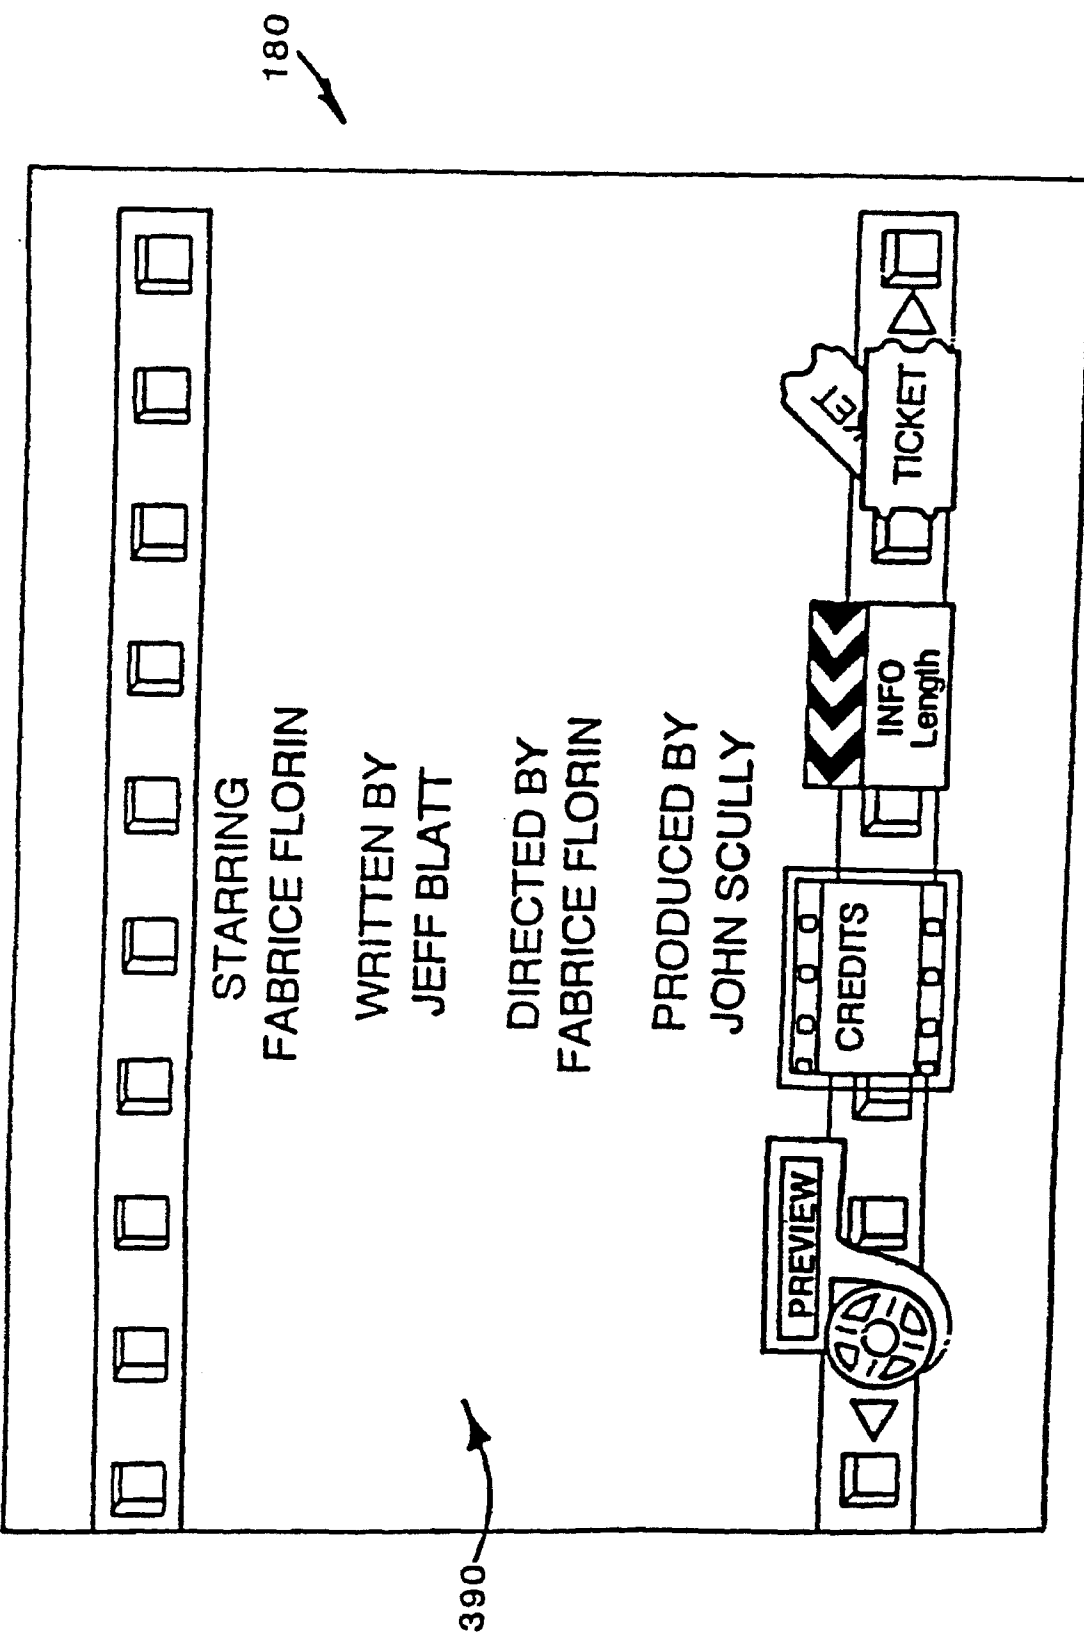 180
STARRING
FABRICE FLORIN
WRITTEN BY
JEFF BLATT
DIRECTED BY
FABRICE FLORIN
PRODUCED BY
JOHN SCULLY
390
PREVIEW
CREDITS
INFO
Length
KET
TICKET